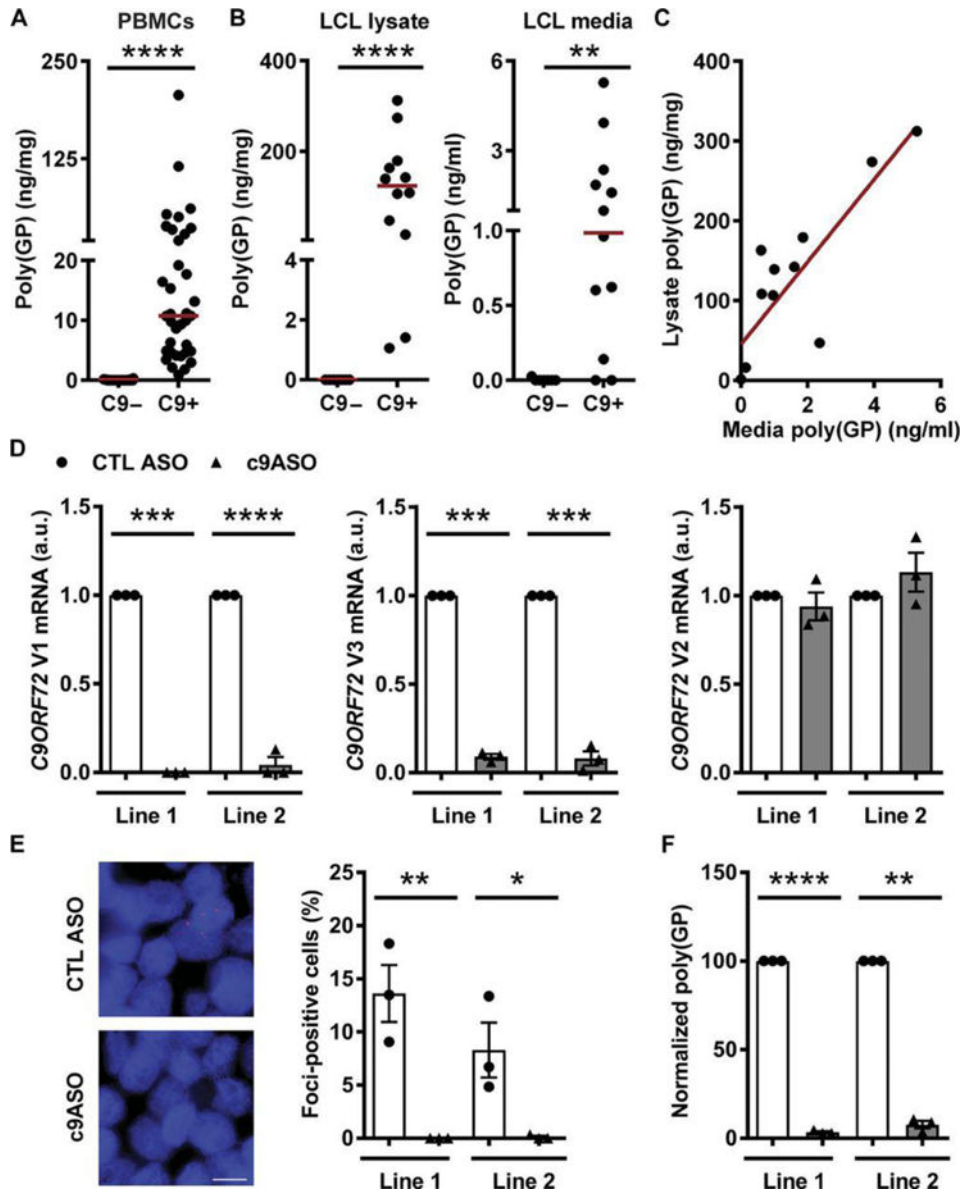 A
PBMCs
****
Poly(GP) (ng/mg)
250
125
20
10
0
C9–
C9+
B
LCL lysate
****
Poly(GP) (ng/mg)
400
200
4
2
0
C9–
C9+
LCL media
**
Poly(GP) (ng/ml)
6
3
1.0
0.5
0.0
C9–
C9+
C
Lysate poly(GP) (ng/mg)
400
300
200
100
0
0
2
4
6
Media poly(GP) (ng/ml)
D
CTL ASO
c9ASO
C9ORF72 V1 mRNA (a.u.)
1.5
1.0
0.5
0.0
***
****
Line 1
Line 2
C9ORF72 V3 mRNA (a.u.)
1.5
1.0
0.5
0.0
***
***
Line 1
Line 2
C9ORF72 V2 mRNA (a.u.)
1.5
1.0
0.5
0.0
Line 1
Line 2
E
CTL ASO
c9ASO
Foci-positive cells (%)
25
20
15
10
5
0
**
*
Line 1
Line 2
F
Normalized poly(GP)
150
100
50
0
****
**
Line 1
Line 2